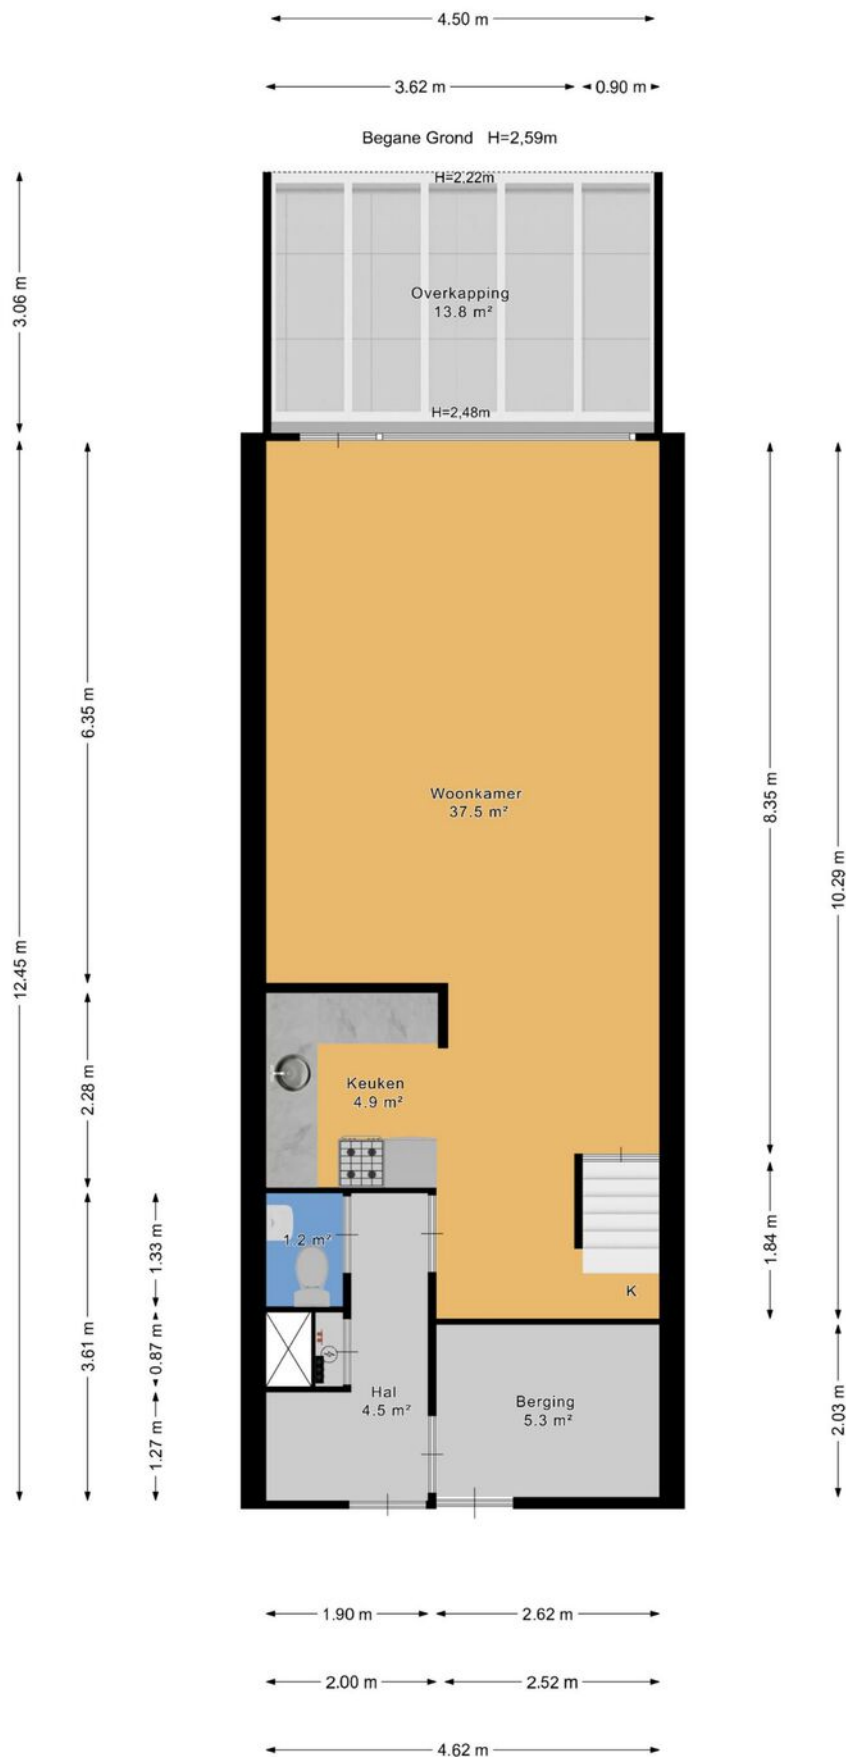 4.50 m
3.62 m
0.90 m
Begane Grond H=2,59m
H=2,22m
3.06 m
Overkapping
13.8 m²
H=2,48m
6.35 m
8.35 m
Woonkamer
37.5 m²
10.29 m
12.45 m
2.28 m
Keuken
4.9 m²
1.33 m
1.2 m²
1.84 m
K
3.61 m
0.87 m
Hal
4.5 m²
Berging
5.3 m²
1.27 m
2.03 m
1.90 m
2.62 m
2.00 m
2.52 m
4.62 m